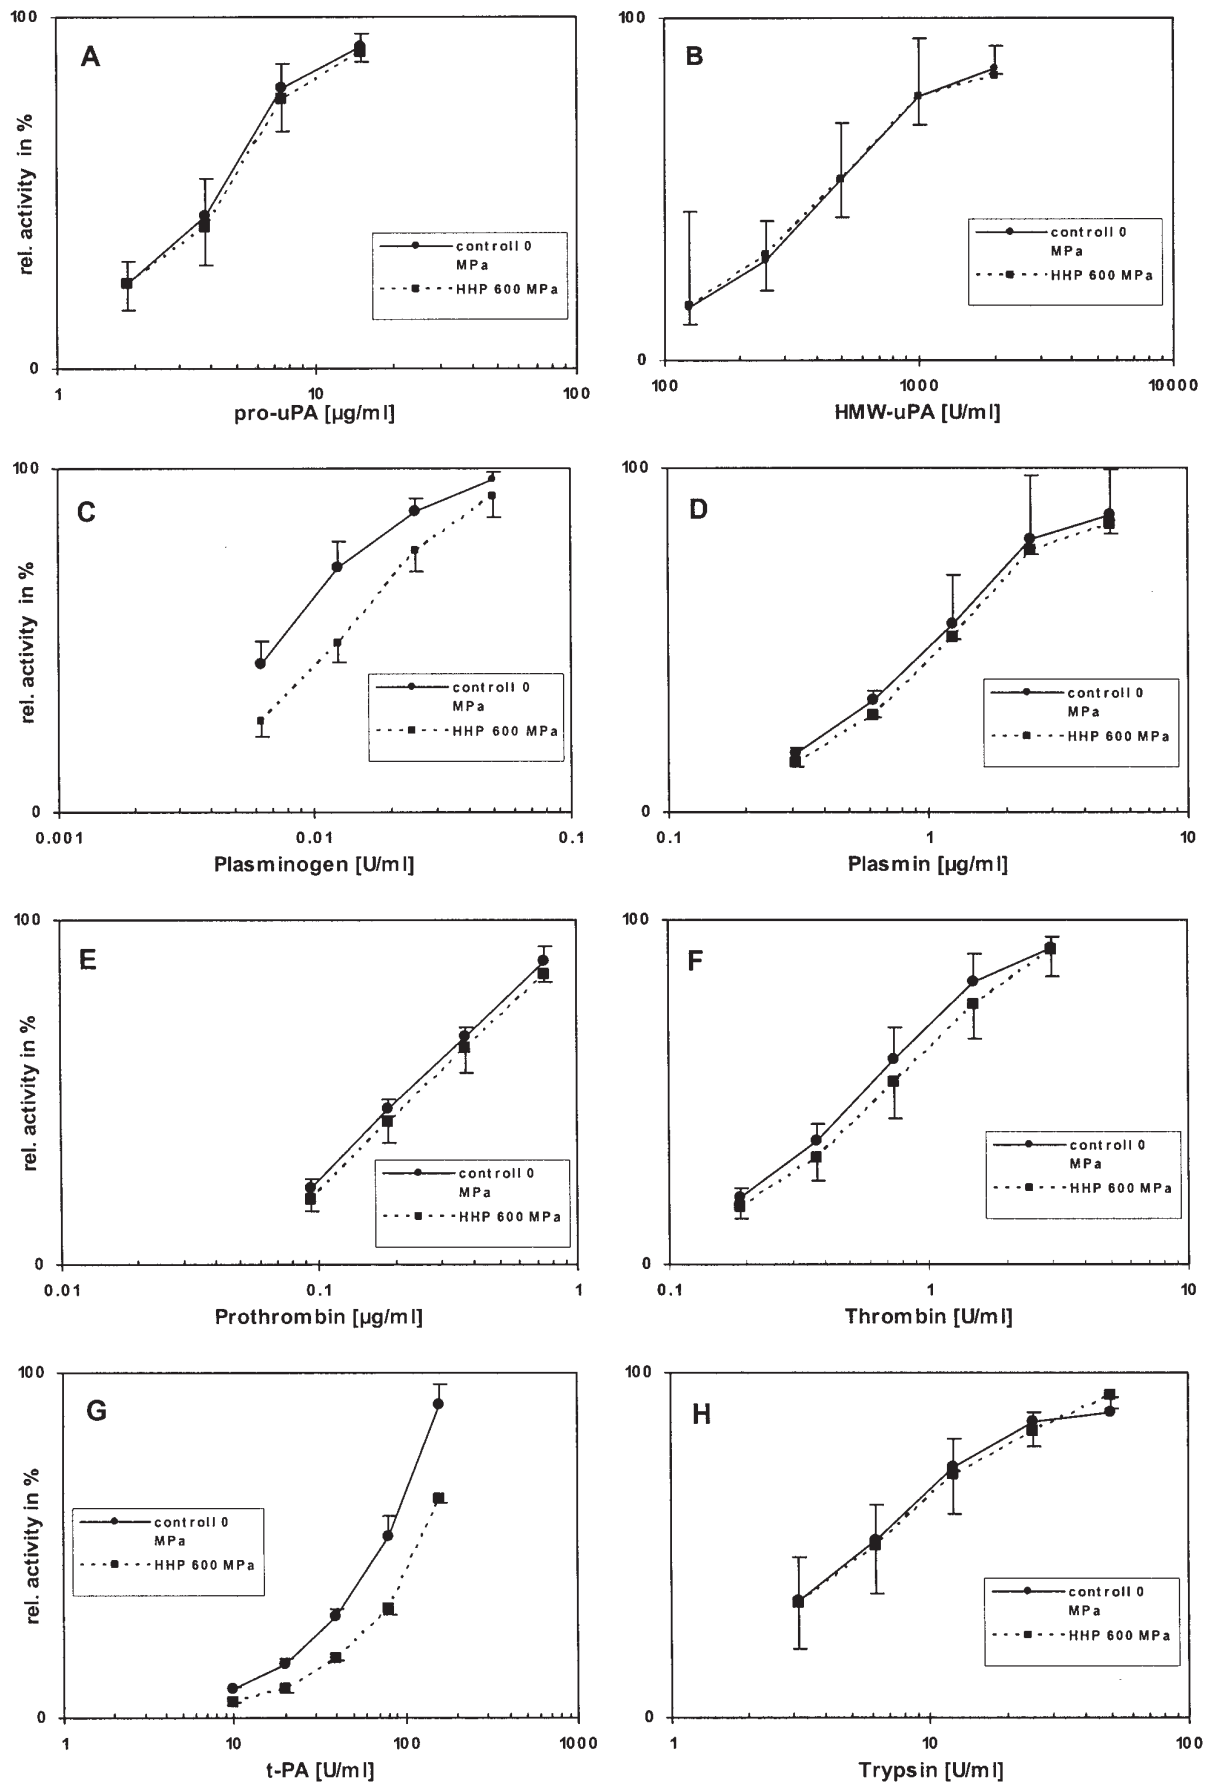 100
A
rel. activity in %
controll 0
MPa
HHP 600 MPa
0
1
10
100
pro-uPA [µg/ml]
100
B
controll 0
MPa
HHP 600 MPa
0
100
1000
10000
HMW-uPA [U/ml]
100
C
rel. activity in %
controll 0
MPa
HHP 600 MPa
0
0.001
0.01
0.1
Plasminogen [U/ml]
100
D
controll 0
MPa
HHP 600 MPa
0
0.1
1
10
Plasmin [µg/ml]
100
E
rel. activity in %
controll 0
MPa
HHP 600 MPa
0
0.01
0.1
1
Prothrombin [µg/ml]
100
F
controll 0
MPa
HHP 600 MPa
0
0.1
1
10
Thrombin [U/ml]
100
G
rel. activity in %
controll 0
MPa
HHP 600 MPa
0
1
10
100
1000
t-PA [U/ml]
100
H
controll 0
MPa
HHP 600 MPa
0
1
10
100
Trypsin [U/ml]